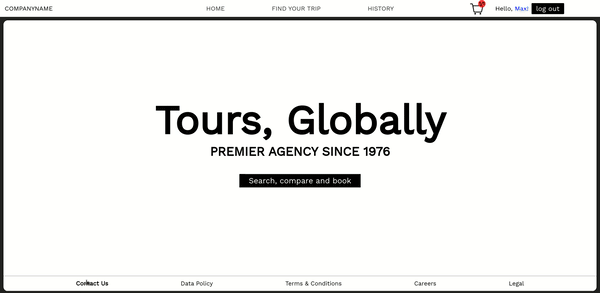 COMPANYNAME HOME FIND YOUR TRIP HISTORY Hello, Max! log out
Tours, Globally
PREMIER AGENCY SINCE 1976
Search, compare and book
Contact Us Data Policy Terms & Conditions Careers Legal